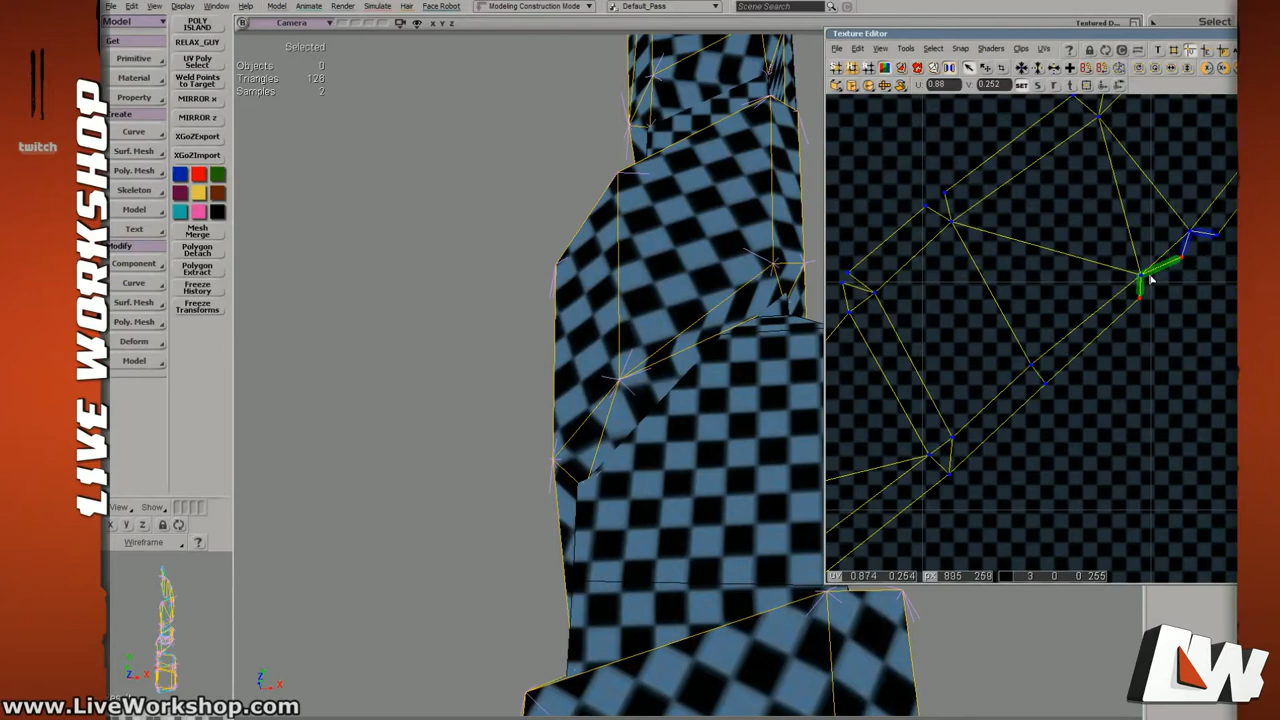 File Edit View Display Window Model Animate Render Simulate Hair Face Robot Modeling Construction Mode Default_Pass Scene Search
Model
B Camera X Y Z Textured D Select
Get
Primitive
Material
Property
Create
Curve
Surf. Mesh
Poly. Mesh
Skeleton
Model
Text
Modify
Component
Curve
Surf. Mesh
Poly. Mesh
Deform
Model
POLY ISLAND
RELAX_GUY
UV Poly Select
Weld Points to Target
MIRROR x
MIRROR z
XGoZExport
XGoZImport
Mesh Merge
Polygon Detach
Polygon Extract
Freeze History
Freeze Transforms
Selected
Objects 0
Triangles 126
Samples 2
Texture Editor
File Edit View Tools Select Snap Shaders Clips UVs ?
U: 0.88 V: 0.252 SET
uv 0.874 0.254 px 895 259 3 0 0 255
View Show
x y z
Wireframe ?
Z X
Z X
twitch
LIVE WORKSHOP
www.LiveWorkshop.com
LW